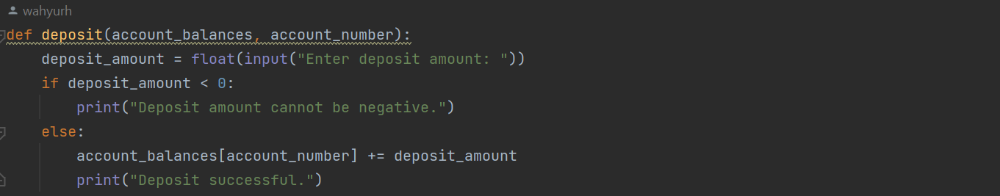 wahyurh
def deposit(account_balances, account_number):
    deposit_amount = float(input("Enter deposit amount: "))
    if deposit_amount < 0:
        print("Deposit amount cannot be negative.")
    else:
        account_balances[account_number] += deposit_amount
        print("Deposit successful.")